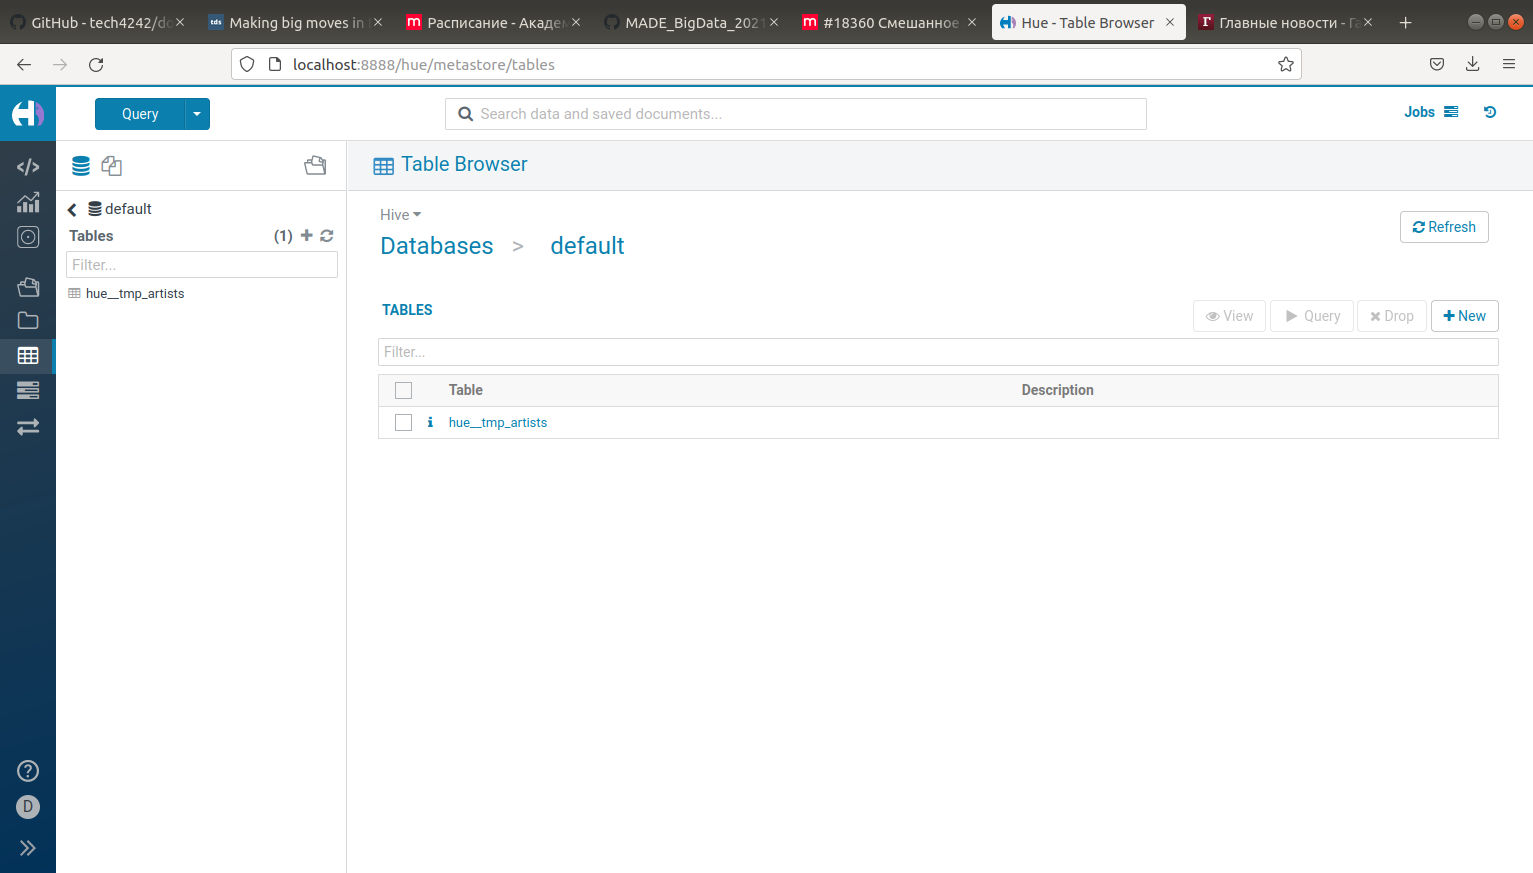 GitHub - tech4242/do
Making big moves in
Расписание - Акаде
MADE_BigData_2021
#18360 Смешанное
Hue - Table Browser
Главные новости - Га
localhost:8888/hue/metastore/tables
Query
Search data and saved documents...
Jobs
Table Browser
default
Tables (1)
Filter...
hue__tmp_artists
Hive
Refresh
Databases > default
TABLES
View Query Drop New
Filter...
Table Description
hue__tmp_artists
D